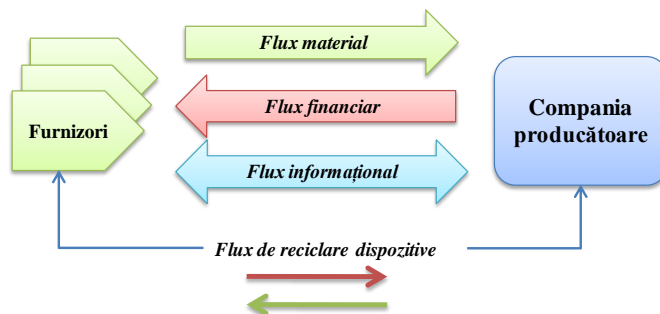 Flux material
Flux financiar
Furnizori
Compania
producătoare
Flux informațional
Flux de reciclare dispozitive